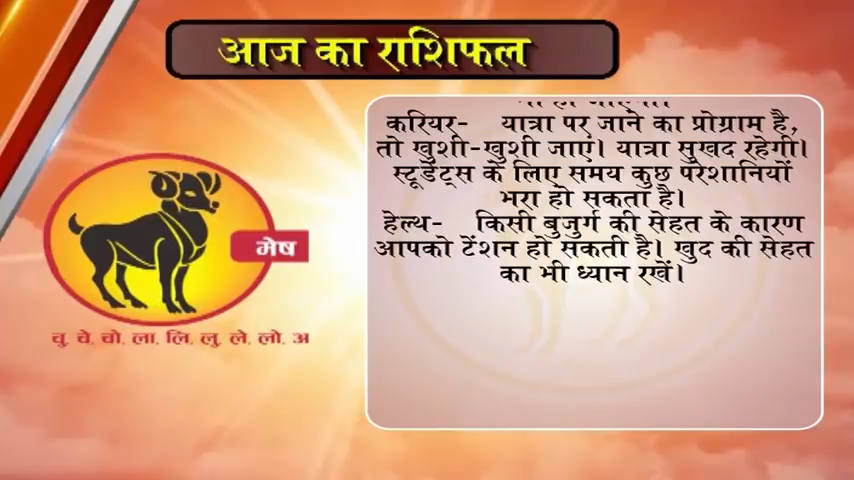 आज का राशिफल
करियर- यात्रा पर जाने का प्रोग्राम है,
तो खुशी-खुशी जाएं। यात्रा सुखद रहेगी।
स्टूडेंट्स के लिए समय कुछ परेशानियों
भरा हो सकता है।
हेल्थ- किसी बुजुर्ग की सेहत के कारण
आपको टेंशन हो सकती है। खुद की सेहत
का भी ध्यान रखें।
मेष
चु, चे, चो, ला, लि, लु, ले, लो, अ